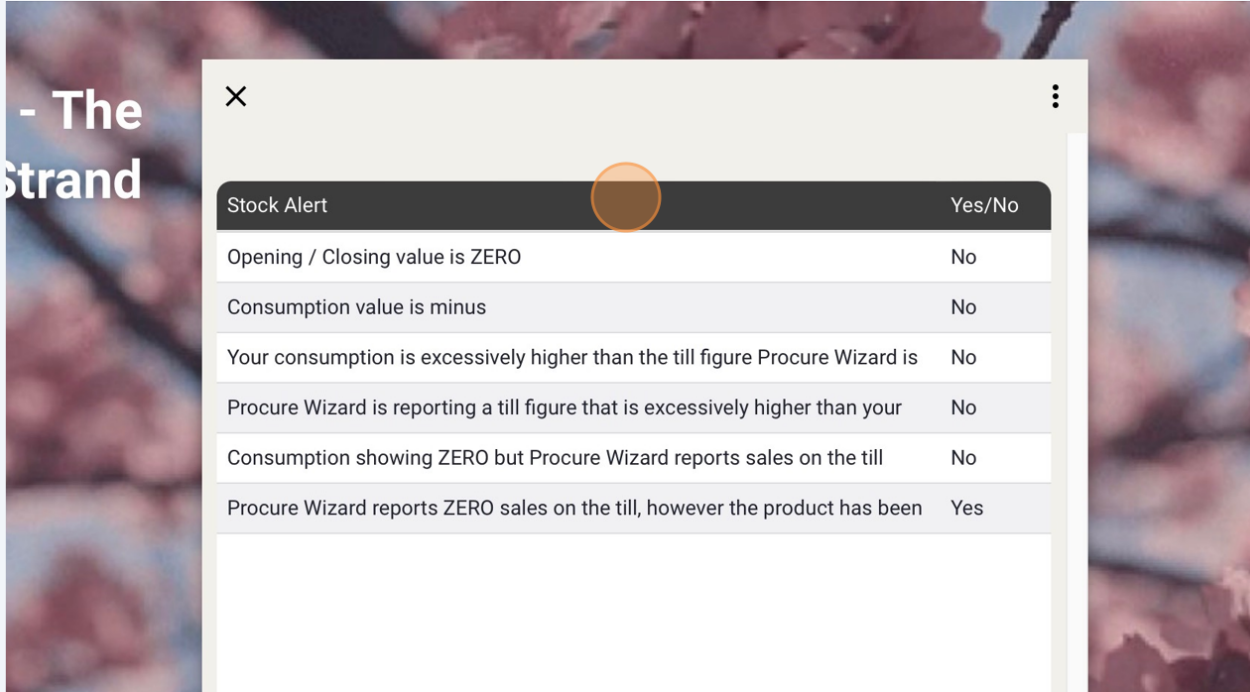 - The
Strand
Stock Alert Yes/No
Opening / Closing value is ZERO No
Consumption value is minus No
Your consumption is excessively higher than the till figure Procure Wizard is No
Procure Wizard is reporting a till figure that is excessively higher than your No
Consumption showing ZERO but Procure Wizard reports sales on the till No
Procure Wizard reports ZERO sales on the till, however the product has been Yes